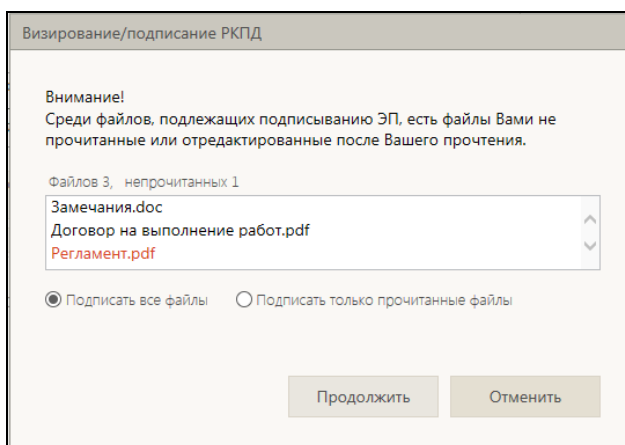 Визирование/подписание РКПД
Внимание!
Среди файлов, подлежащих подписыванию ЭП, есть файлы Вами не
прочитанные или отредактированные после Вашего прочтения.
Файлов 3, непрочитанных 1
Замечания.doc
Договор на выполнение работ.pdf
Регламент.pdf
Подписать все файлы Подписать только прочитанные файлы
Продолжить Отменить